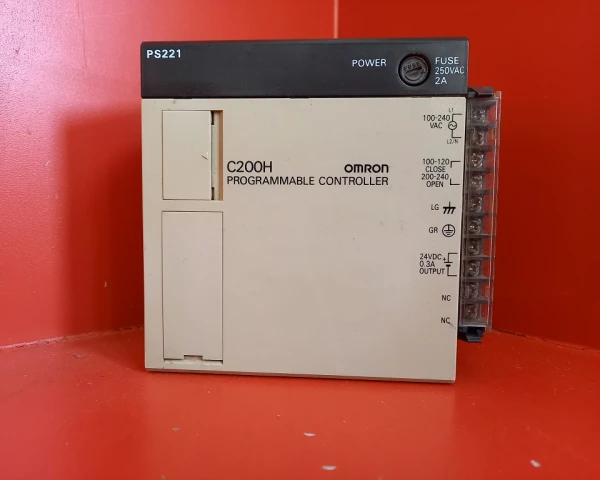 PS221
POWER
FUSE
250VAC
2A
L1
100-240
VAC
L2/N
C200H
OMRON
PROGRAMMABLE CONTROLLER
100-120
CLOSE
200-240
OPEN
LG
GR
24VDC
0.3A
OUTPUT
+
NC
NC